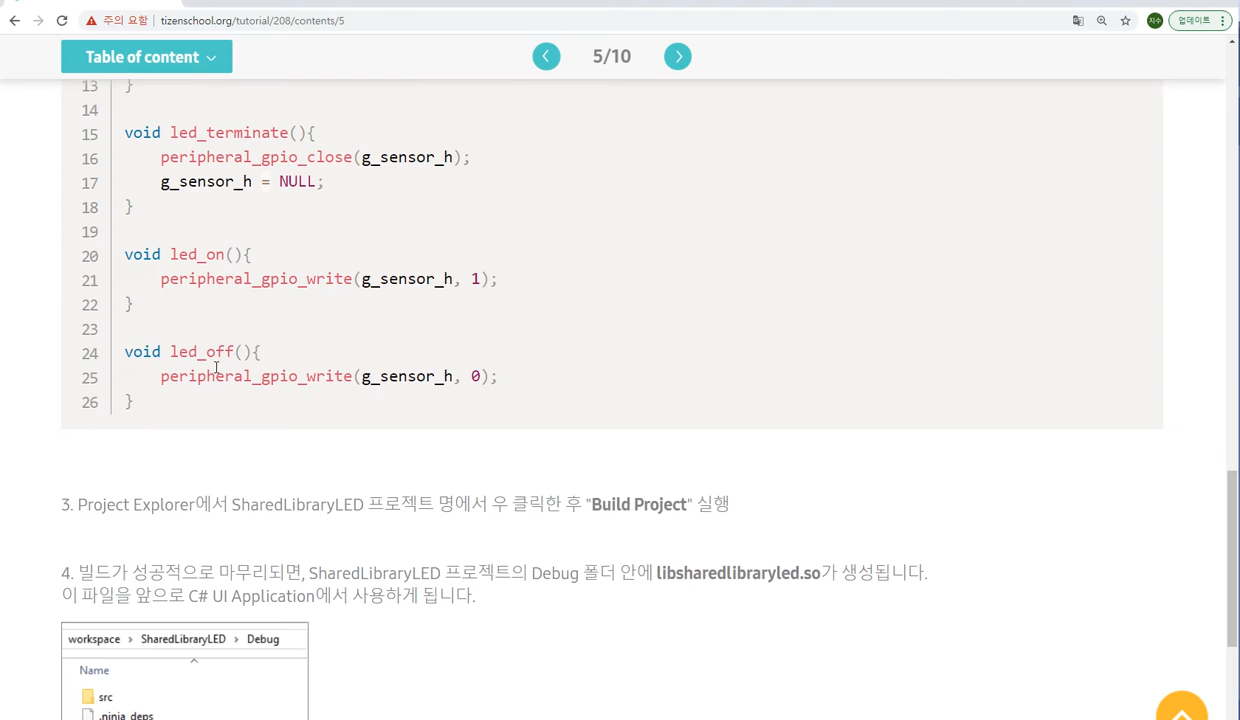 주의 요함 tizenschool.org/tutorial/208/contents/5 지수 업데이트
Table of content 5/10
13 }
14
15 void led_terminate(){
16 peripheral_gpio_close(g_sensor_h);
17 g_sensor_h = NULL;
18 }
19
20 void led_on(){
21 peripheral_gpio_write(g_sensor_h, 1);
22 }
23
24 void led_off(){
25 peripheral_gpio_write(g_sensor_h, 0);
26 }
3. Project Explorer에서 SharedLibraryLED 프로젝트 명에서 우 클릭한 후 "Build Project" 실행
4. 빌드가 성공적으로 마무리되면, SharedLibraryLED 프로젝트의 Debug 폴더 안에 libsharedlibraryled.so가 생성됩니다.
이 파일을 앞으로 C# UI Application에서 사용하게 됩니다.
workspace › SharedLibraryLED › Debug
Name
src
.ninja_deps